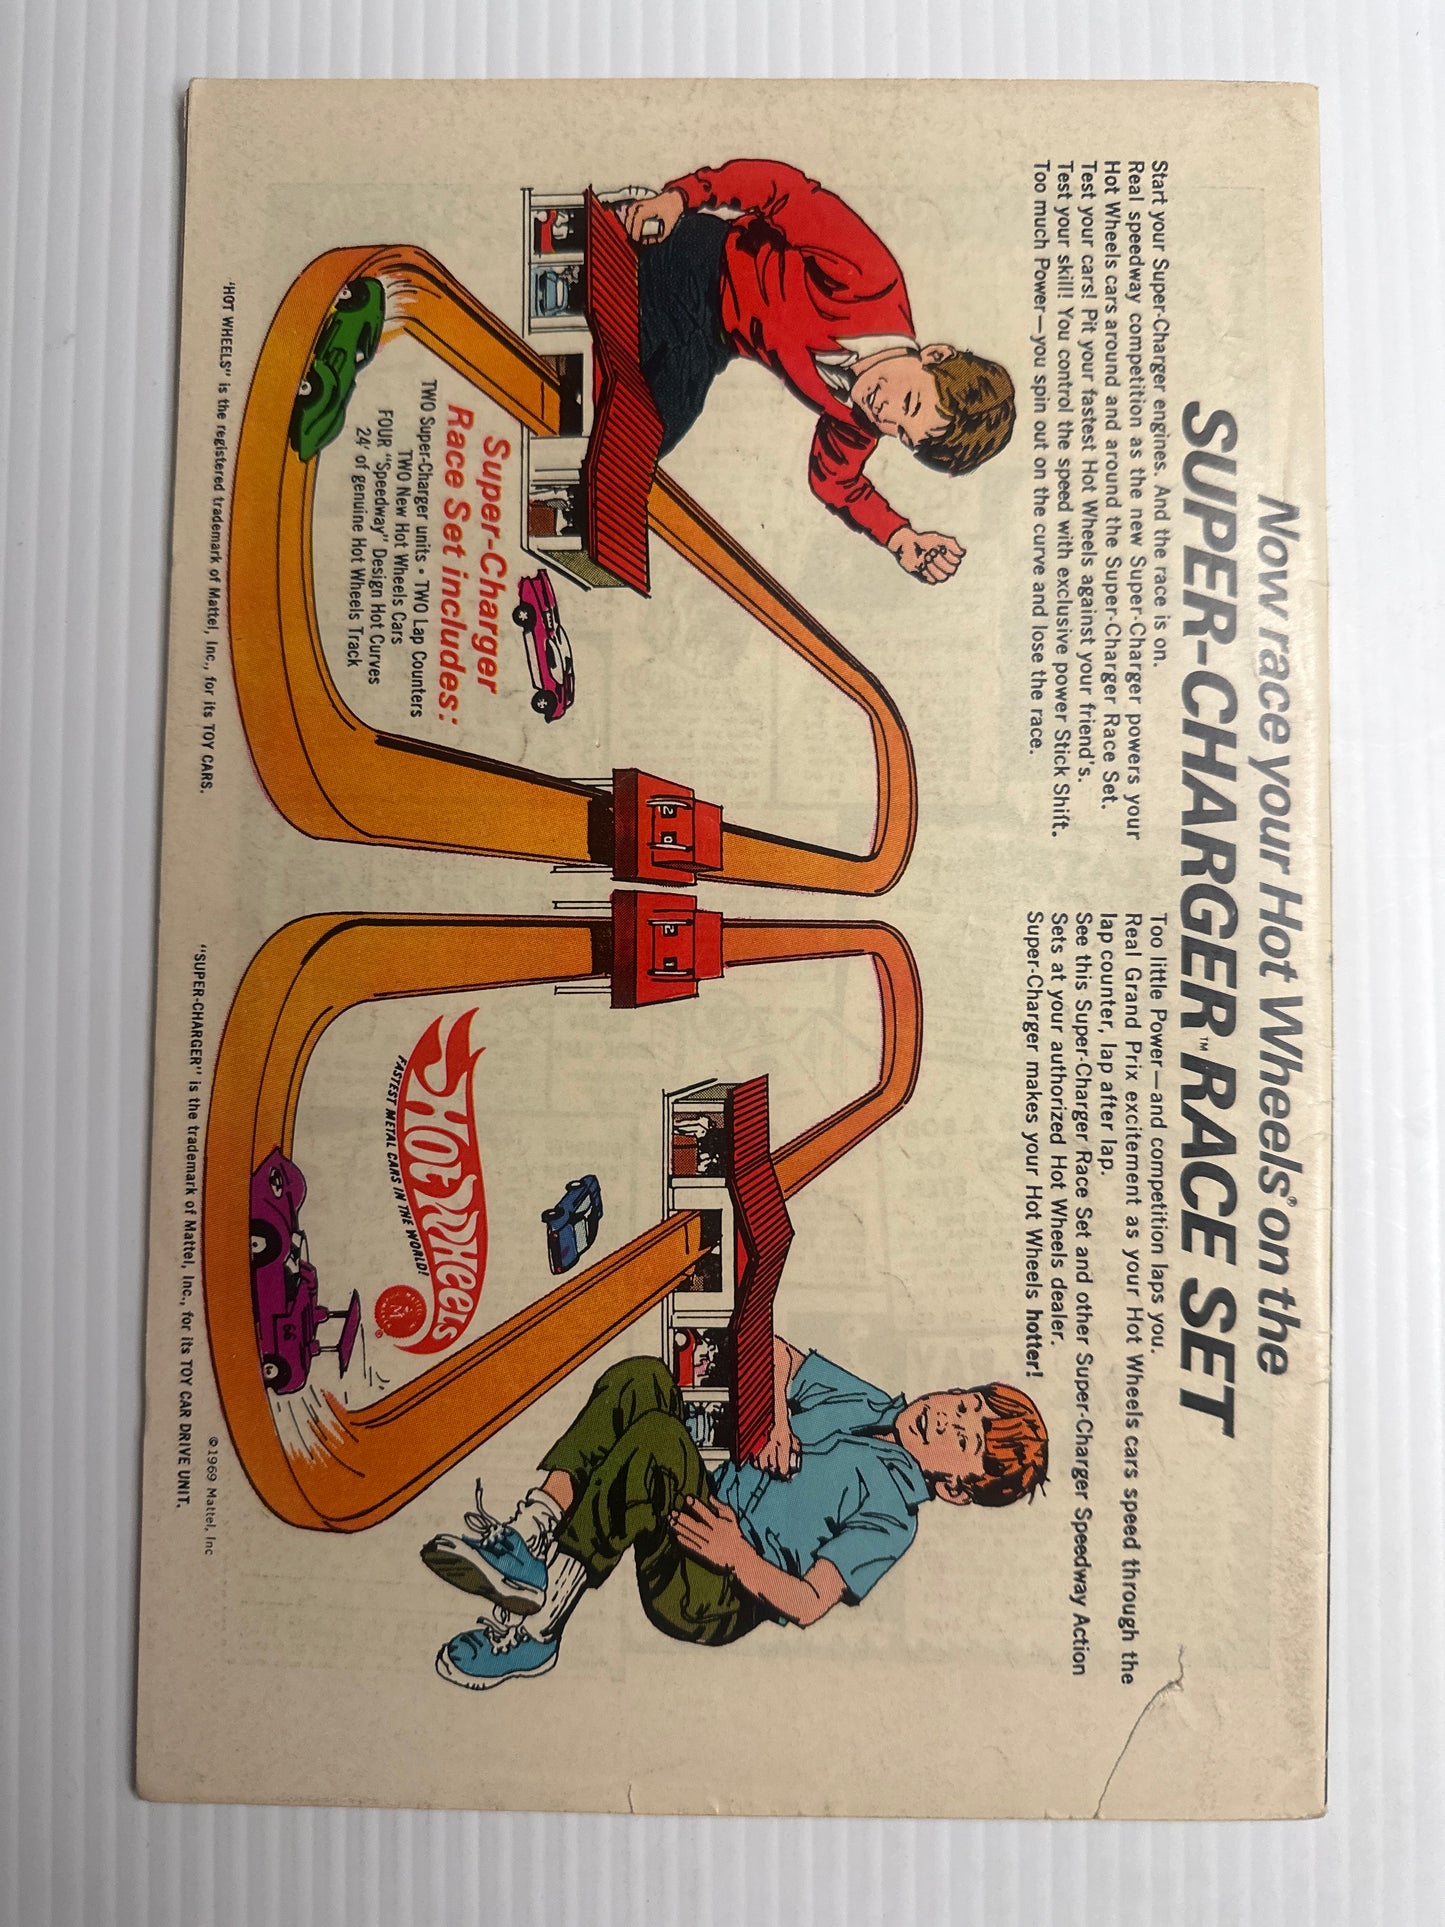 Now race your Hot Wheels® on the
SUPER-CHARGER™ RACE SET
Start your Super-Charger engines. And the race is on.
Real speedway competition as the new Super-Charger powers your
Hot Wheels cars around and around the Super-Charger Race Set.
Test your cars! Pit your fastest Hot Wheels against your friend's.
Test your skill! You control the speed with exclusive power Stick Shift.
Too much Power—you spin out on the curve and lose the race.
Too little Power—and competition laps you.
Real Grand Prix excitement as your Hot Wheels cars speed through the
lap counter, lap after lap.
See this Super-Charger Race Set and other Super-Charger Speedway Action
Sets at your authorized Hot Wheels dealer.
Super-Charger makes your Hot Wheels hotter!
2 0
2 1
Super-Charger
Race Set includes:
TWO Super-Charger units • TWO Lap Counters
TWO New Hot Wheels Cars
FOUR "Speedway" Design Hot Curves
24' of genuine Hot Wheels Track
HOT WHEELS
FASTEST METAL CARS IN THE WORLD!
®
66
'HOT WHEELS" is the registered trademark of Mattel, Inc., for its TOY CARS.
"SUPER-CHARGER" is the trademark of Mattel, Inc., for its TOY CAR DRIVE UNIT.
©1969 Mattel, Inc